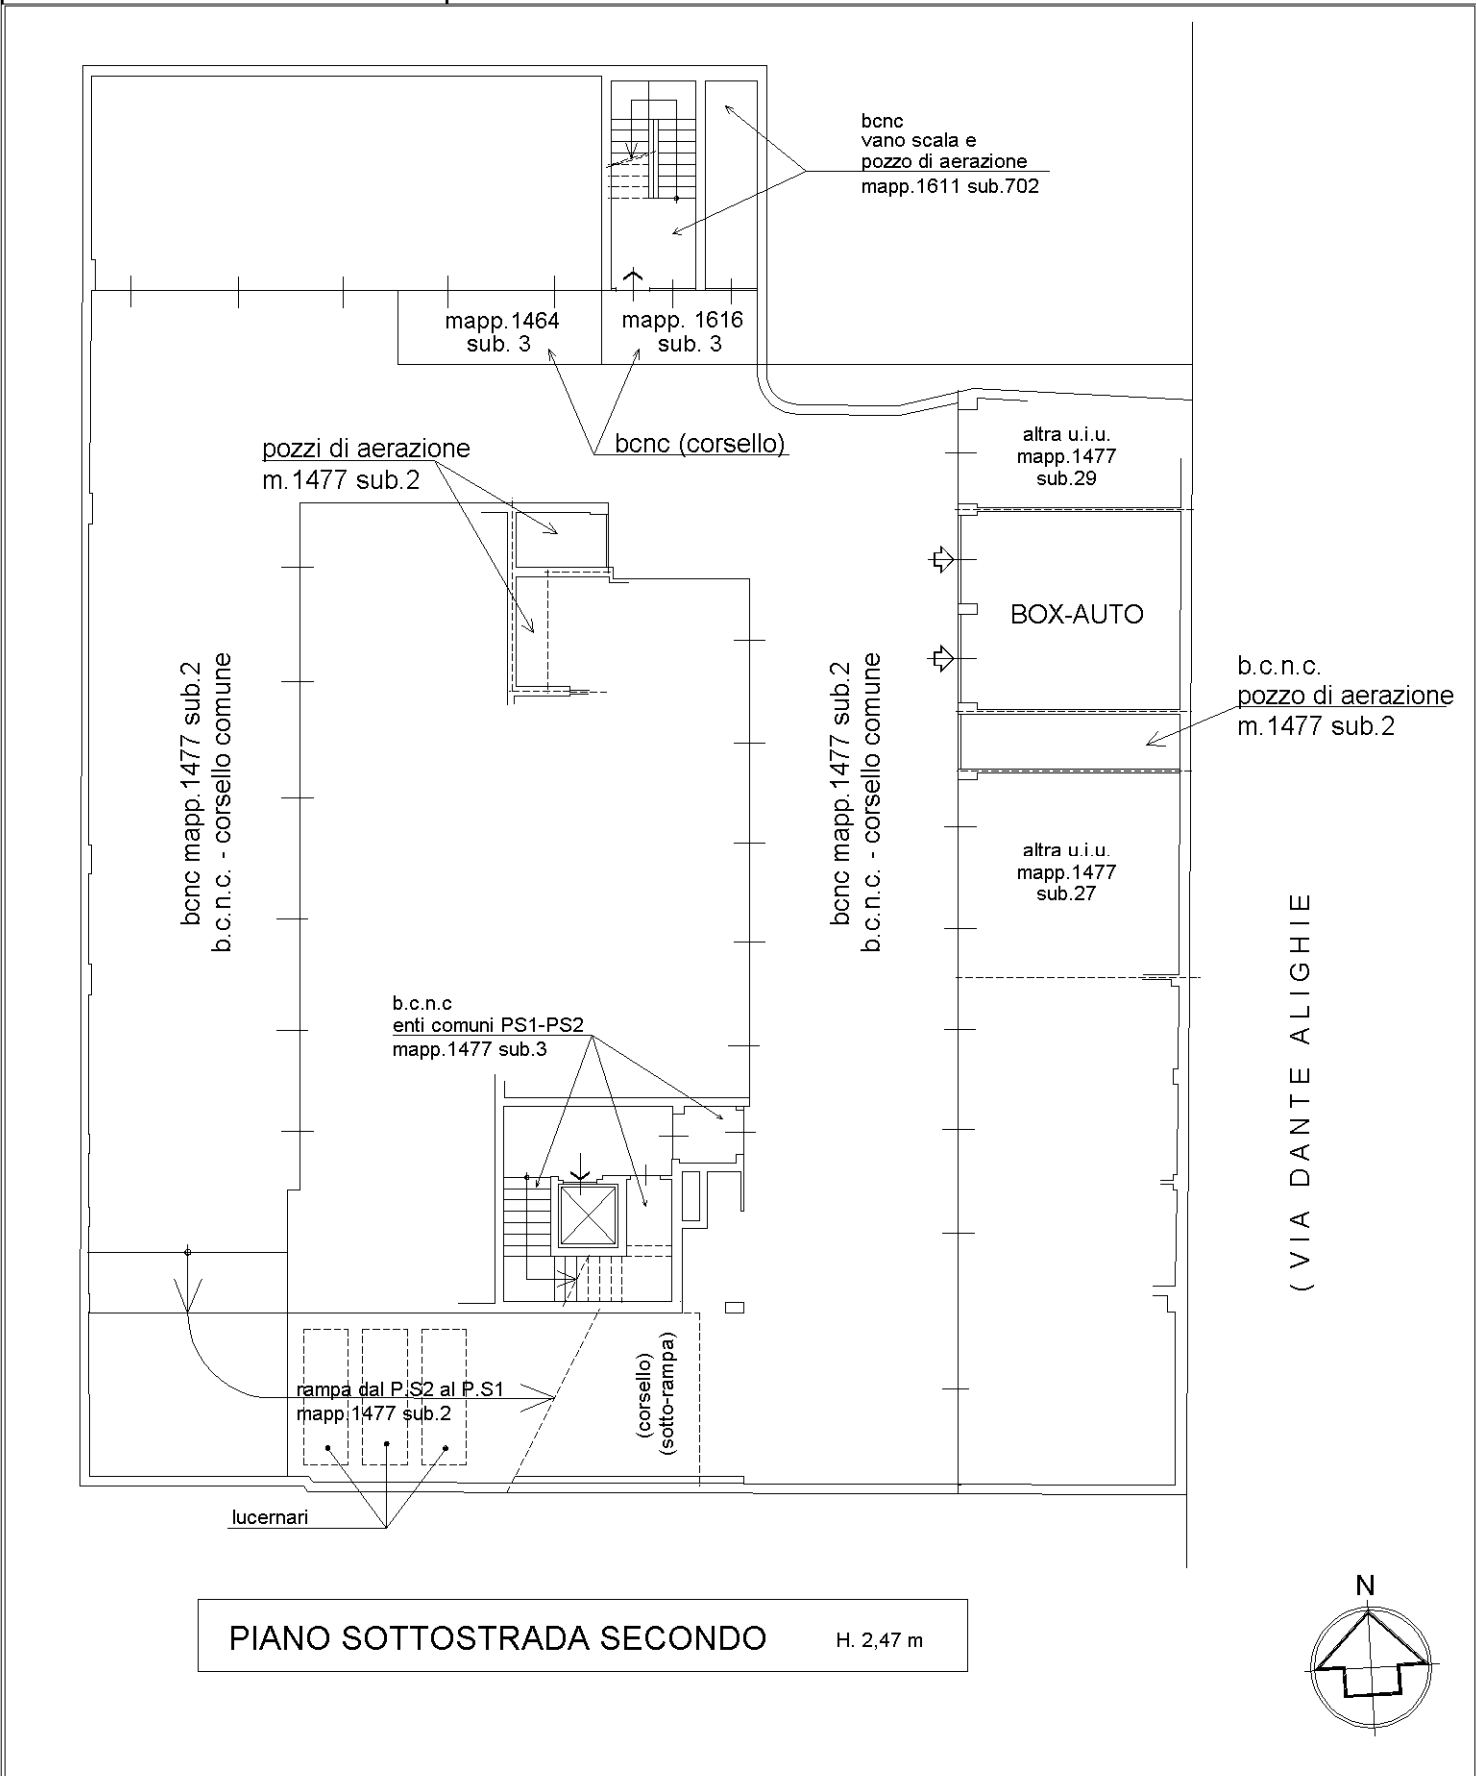 bcnc
vano scala e
pozzo di aerazione
mapp.1611 sub.702
mapp.1464
sub. 3
mapp. 1616
sub. 3
bcnc (corsello)
pozzi di aerazione
m.1477 sub.2
altra u.i.u.
mapp.1477
sub.29
BOX-AUTO
b.c.n.c.
pozzo di aerazione
m.1477 sub.2
bcnc mapp.1477 sub.2
b.c.n.c. - corsello comune
bcnc mapp.1477 sub.2
b.c.n.c. - corsello comune
altra u.i.u.
mapp.1477
sub.27
(VIA DANTE ALIGHIE
b.c.n.c
enti comuni PS1-PS2
mapp.1477 sub.3
(corsello)
(sotto-rampa)
rampa dal P.S2 al P.S1
mapp.1477 sub.2
lucernari
PIANO SOTTOSTRADA SECONDO
H. 2,47 m
N